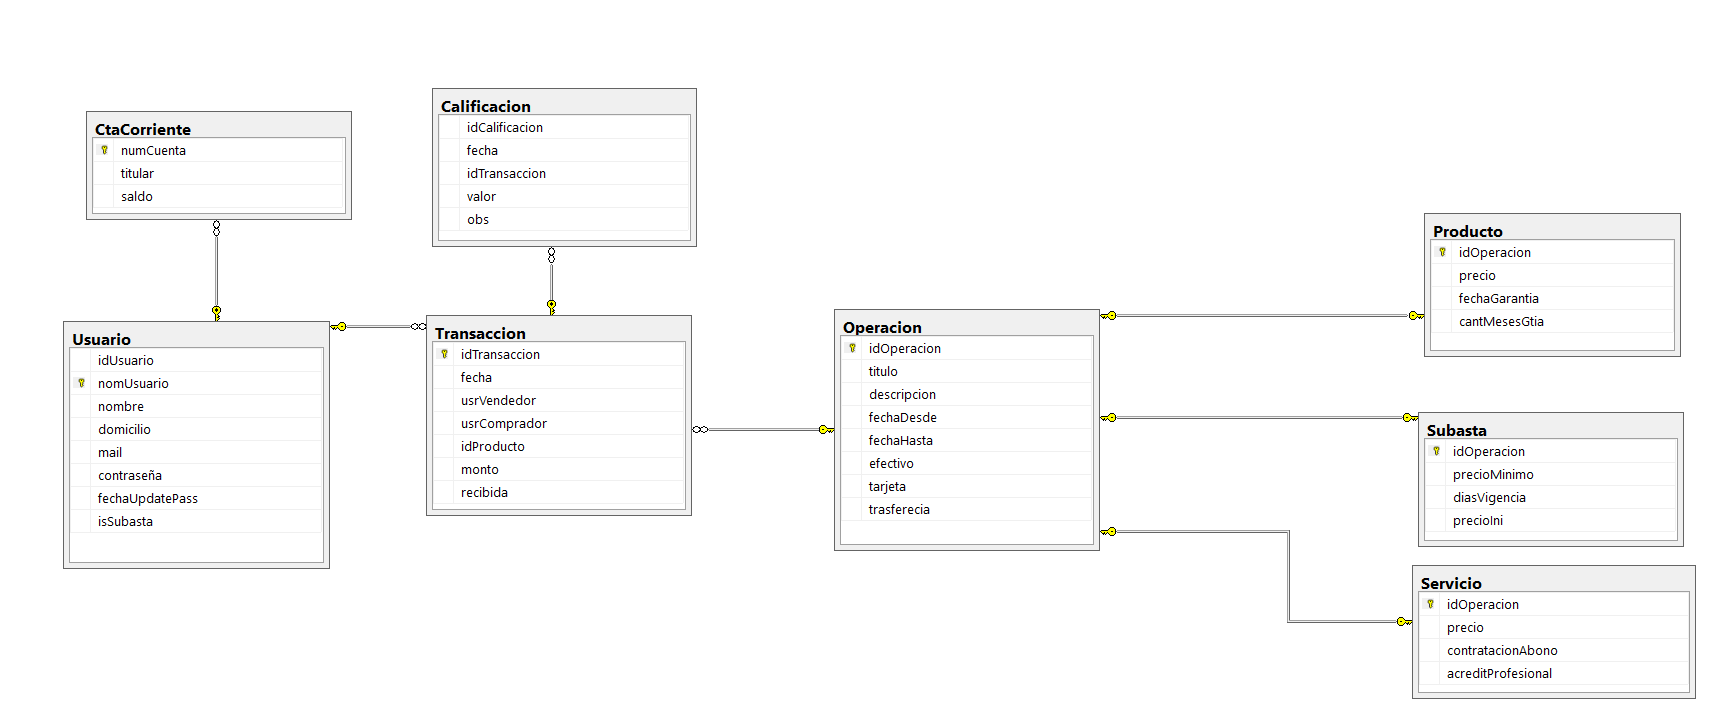 CtaCorriente
numCuenta
titular
saldo
Calificacion
idCalificacion
fecha
idTransaccion
valor
obs
Usuario
idUsuario
nomUsuario
nombre
domicilio
mail
contraseña
fechaUpdatePass
isSubasta
Transaccion
idTransaccion
fecha
usrVendedor
usrComprador
idProducto
monto
recibida
Operacion
idOperacion
titulo
descripcion
fechaDesde
fechaHasta
efectivo
tarjeta
trasferecia
Producto
idOperacion
precio
fechaGarantia
cantMesesGtia
Subasta
idOperacion
precioMinimo
diasVigencia
precioIni
Servicio
idOperacion
precio
contratacionAbono
acreditProfesional